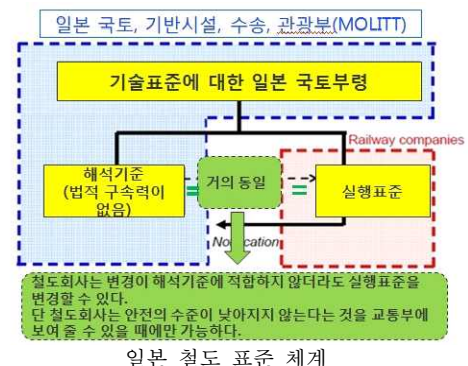 일본 국토, 기반시설, 수송, 관광부(MOLITT)
기술표준에 대한 일본 국토부령
Railway companies
해석기준
(법적 구속력이
없음)
=
거의 동일
=
실행표준
Notification
철도회사는 변경이 해석기준에 적합하지 않더라도 실행표준을
변경할 수 있다.
단 철도회사는 안전의 수준이 낮아지지 않는다는 것을 교통부에
보여 줄 수 있을 때에만 가능하다.
일본 철도 표준 체계